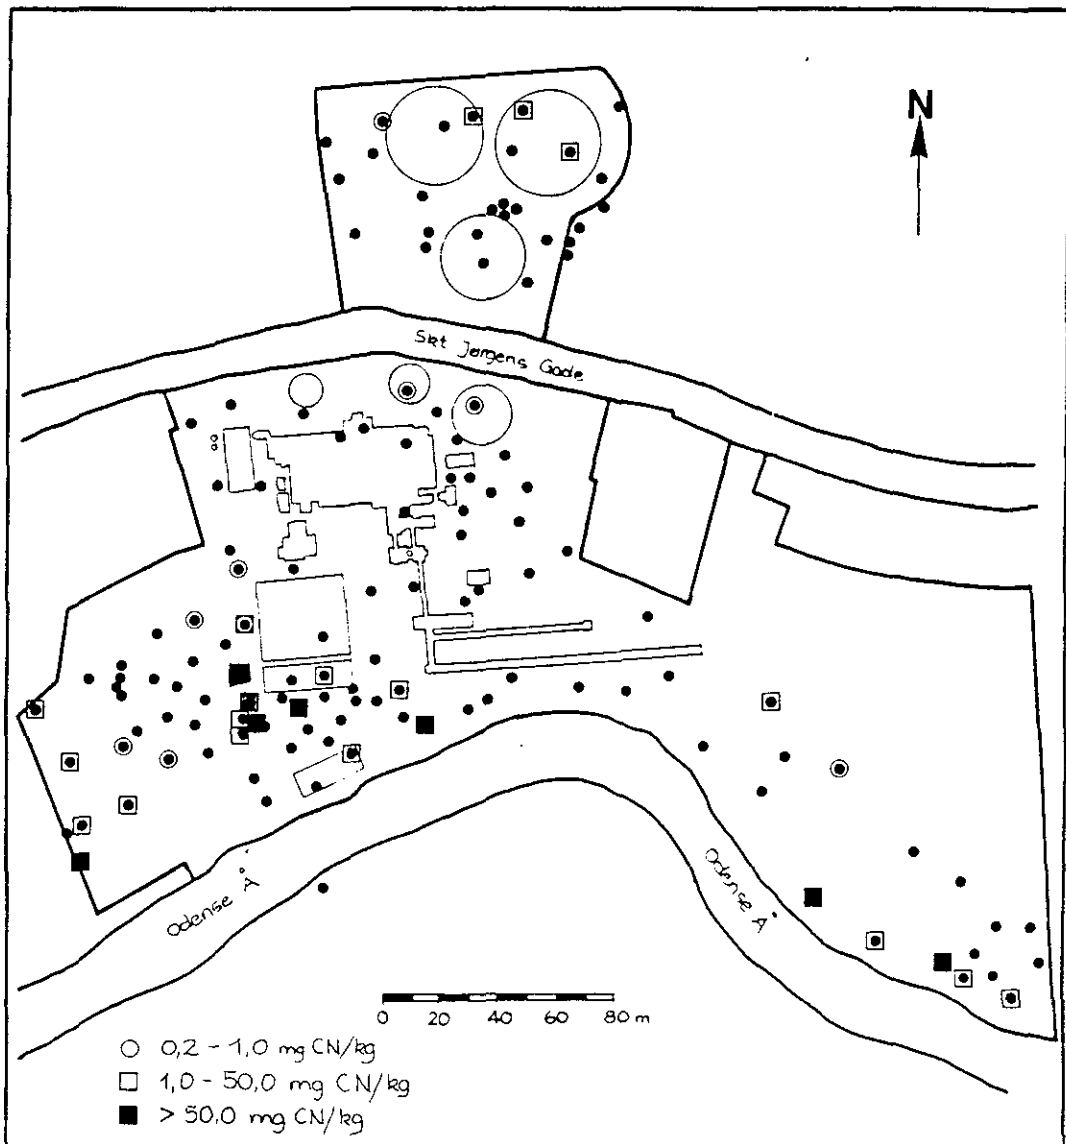 N
Skt Jørgens Gade
Odense Å
Odense Å
0 20 40 60 80 m
0,2 - 1,0 mg CN/kg
1,0 - 50,0 mg CN/kg
> 50,0 mg CN/kg